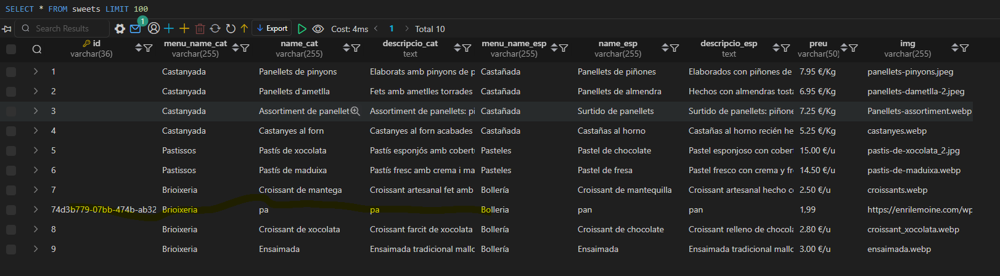 SELECT * FROM sweets LIMIT 100
Search Results 1 Export Cost: 4ms 1 Total 10
id menu_name_cat name_cat descripcio_cat menu_name_esp name_esp descripcio_esp preu img
varchar(36) varchar(255) varchar(255) text varchar(255) varchar(255) text varchar(50) varchar(255)
1 Castanyada Panellets de pinyons Elaborats amb pinyons de p Castañada Panellets de piñones Elaborados con piñones de 7.95 €/Kg panellets-pinyons.jpeg
2 Castanyada Panellets d'ametlla Fets amb ametlles torrades Castañada Panellets de almendra Hechos con almendras tosta 6.95 €/Kg panellets-dametlla-2.jpeg
3 Castanyada Assortiment de panellet Assortiment de panellets: pi Castañada Surtido de panellets Surtido de panellets: piñone 7.25 €/Kg Panellets-assortiment.webp
4 Castanyada Castanyes al forn Castanyes al forn acabades Castañada Castañas al horno Castañas al horno recién he 5.25 €/Kg castanyes.webp
5 Pastissos Pastís de xocolata Pastís esponjós amb cobert Pasteles Pastel de chocolate Pastel esponjoso con cober 15.00 €/u pastis-de-xocolata_2.jpg
6 Pastissos Pastís de maduixa Pastís fresc amb crema i ma Pasteles Pastel de fresa Pastel fresco con crema y fr 14.50 €/u pastis-de-maduixa.webp
7 Brioixeria Croissant de mantega Croissant artesanal fet amb Bollería Croissant de mantequilla Croissant artesanal hecho c 2.50 €/u croissants.webp
74d3b779-07bb-474b-ab32 Brioixeria pa pa Bolleria pan pan 1,99 https://enrilemoine.com/wp
8 Brioixeria Croissant de xocolata Croissant farcit de xocolata Bollería Croissant de chocolate Croissant relleno de chocola 2.80 €/u croissant_xocolata.webp
9 Brioixeria Ensaimada Ensaimada tradicional mallo Bollería Ensaimada Ensaimada tradicional mallo 3.00 €/u ensaimada.webp